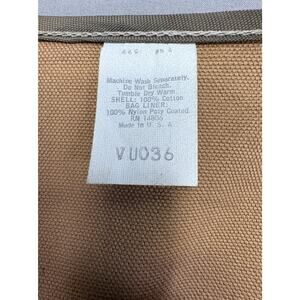 Machine Wash Separately.
Do Not Bleach.
Tumble Dry Warm.
SHELL: 100% Cotton
BAG LINER:
100% Nylon Poly Coated
RN 14806
Made in U. S. A
VU036